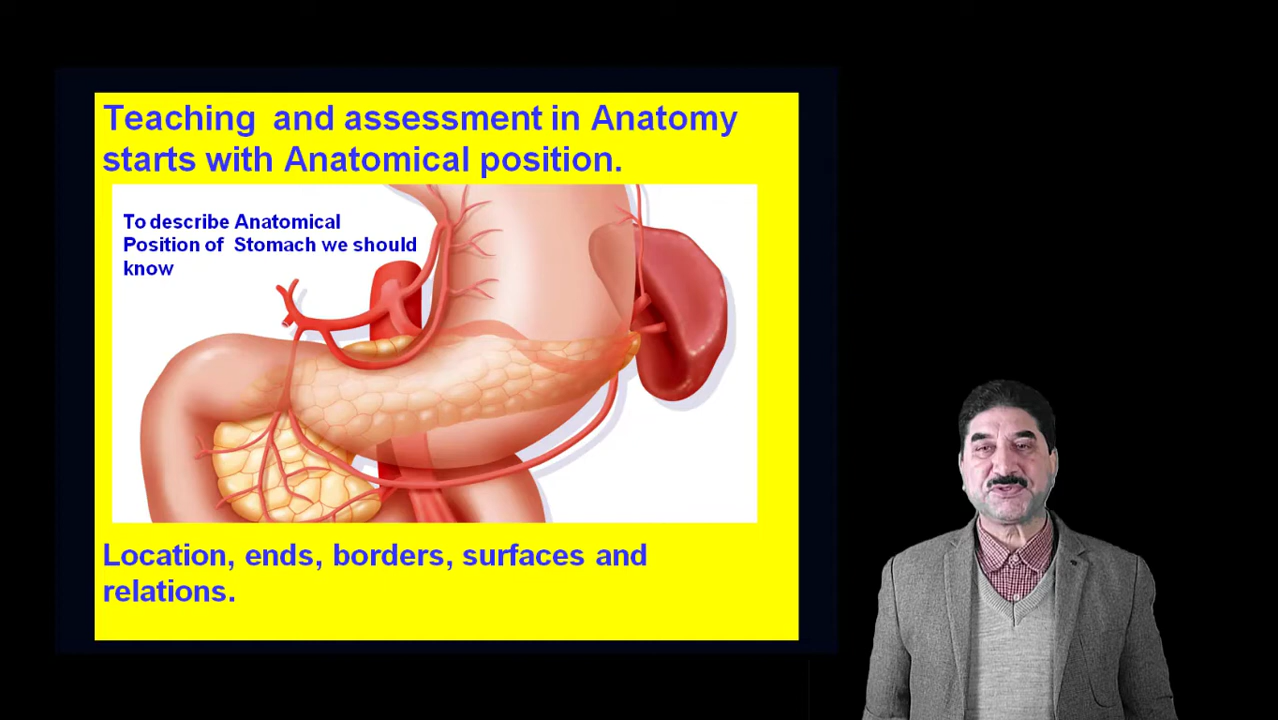 Teaching and assessment in Anatomy
starts with Anatomical position.
To describe Anatomical
Position of Stomach we should
know
Location, ends, borders, surfaces and
relations.